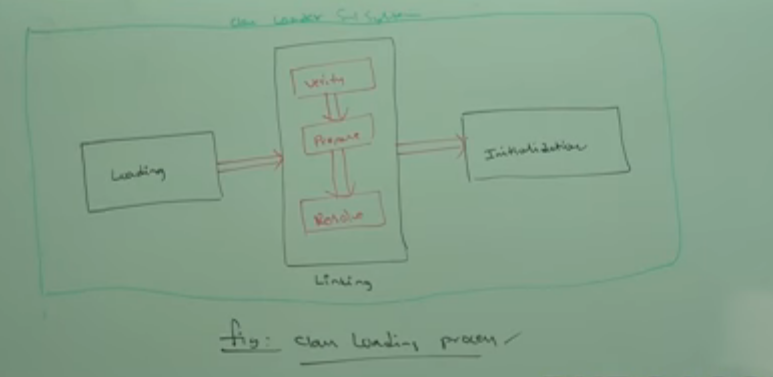 Class Loader Sub System
Verify
Prepare
Loading
Initialization
Resolve
Linking
fig: Class Loading process